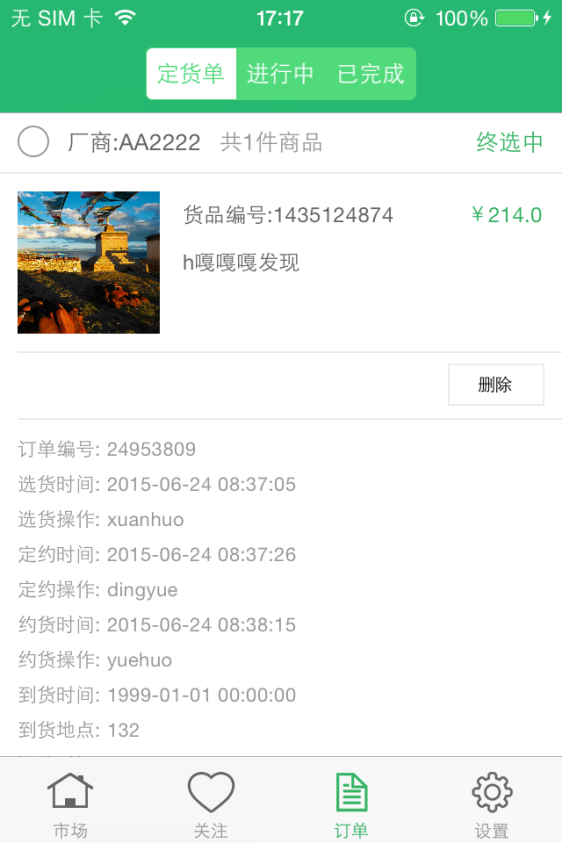 无 SIM 卡 17:17 100%
定货单 进行中 已完成
厂商:AA2222 共1件商品 终选中
货品编号:1435124874 ￥214.0
h嘎嘎嘎发现
删除
订单编号: 24953809
选货时间: 2015-06-24 08:37:05
选货操作: xuanhuo
定约时间: 2015-06-24 08:37:26
定约操作: dingyue
约货时间: 2015-06-24 08:38:15
约货操作: yuehuo
到货时间: 1999-01-01 00:00:00
到货地点: 132
市场 关注 订单 设置